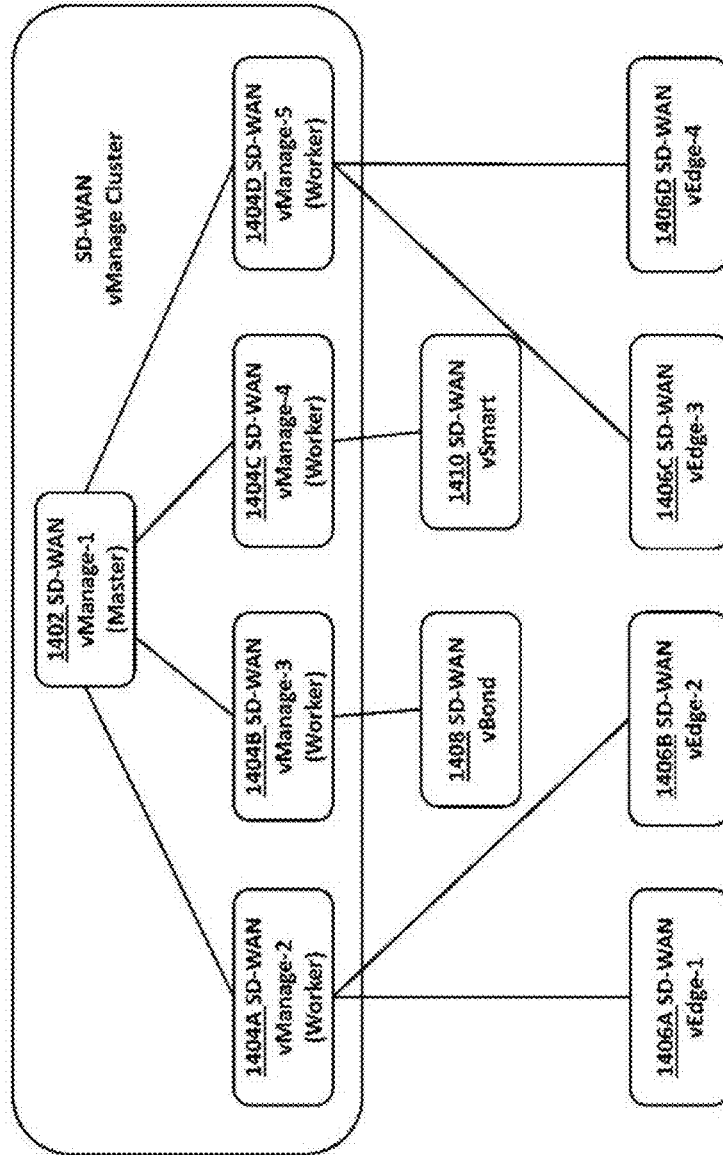 SD-WAN
vManage Cluster
1402 SD-WAN
vManage-1
(Master)
1404A SD-WAN
vManage-2
(Worker)
1404B SD-WAN
vManage-3
(Worker)
1404C SD-WAN
vManage-4
(Worker)
1404D SD-WAN
vManage-5
(Worker)
1408 SD-WAN
vBond
1410 SD-WAN
vSmart
1406A SD-WAN
vEdge-1
1406B SD-WAN
vEdge-2
1406C SD-WAN
vEdge-3
1406D SD-WAN
vEdge-4